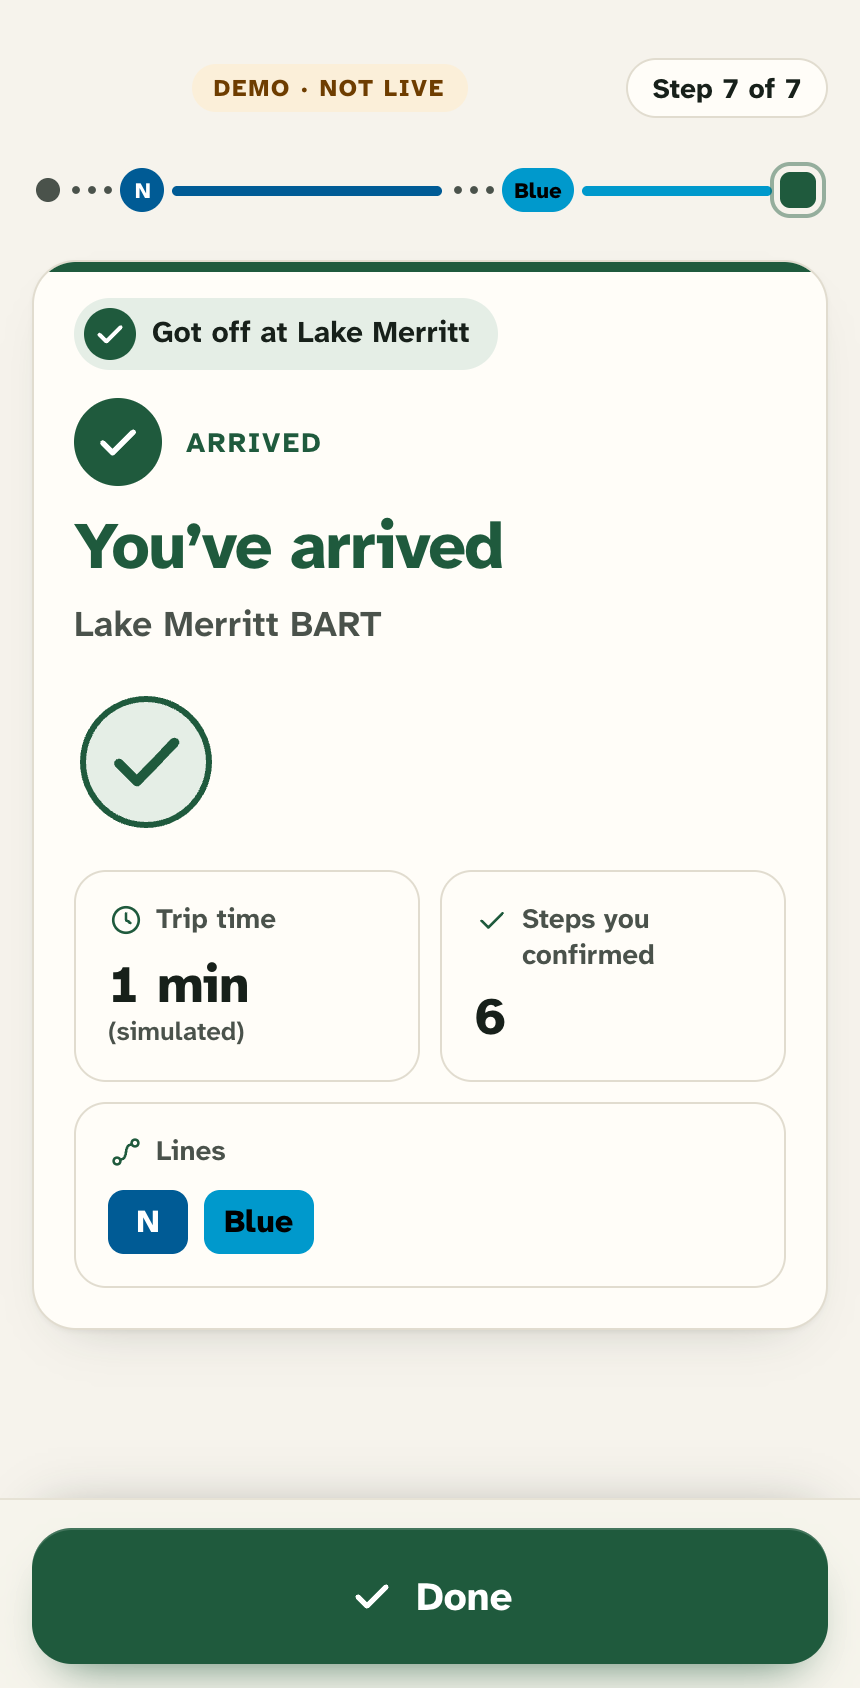 DEMO · NOT LIVE
Step 7 of 7
N
Blue
Got off at Lake Merritt
ARRIVED
You’ve arrived
Lake Merritt BART
Trip time
1 min
(simulated)
Steps you
confirmed
6
Lines
N
Blue
Done